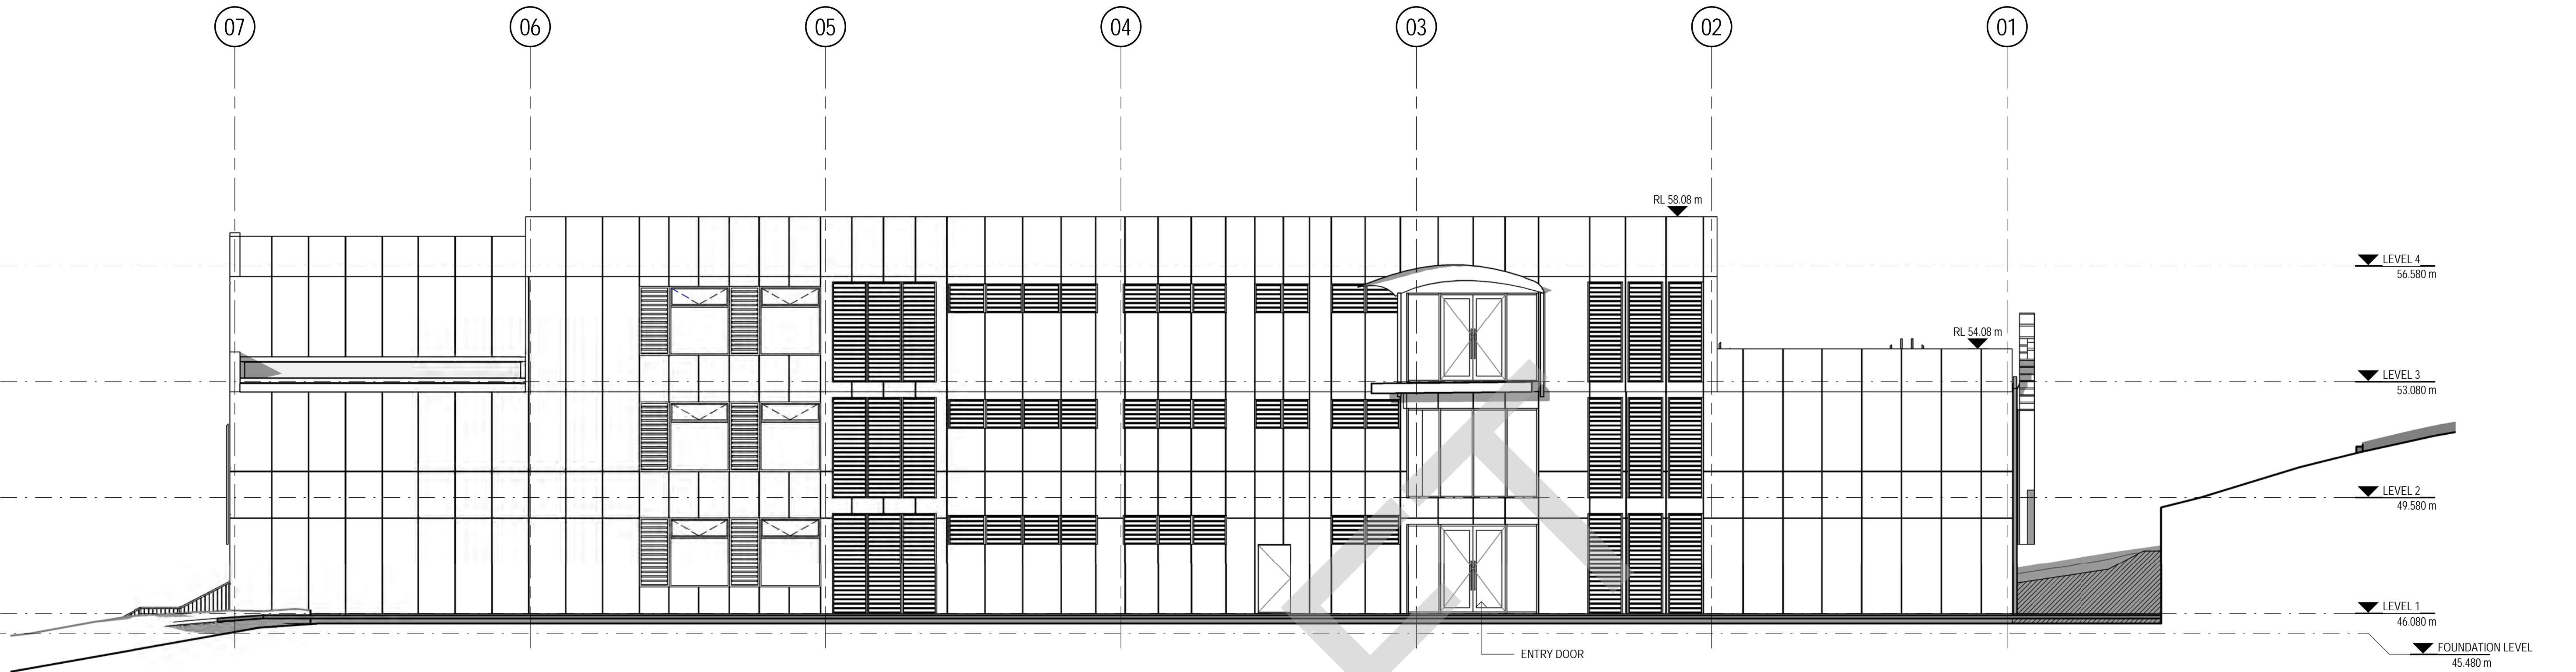 07
06
05
04
03
02
01
RL 58.08 m
LEVEL 4
56.580 m
RL 54.08 m
LEVEL 3
53.080 m
LEVEL 2
49.580 m
LEVEL 1
46.080 m
ENTRY DOOR
FOUNDATION LEVEL
45.480 m